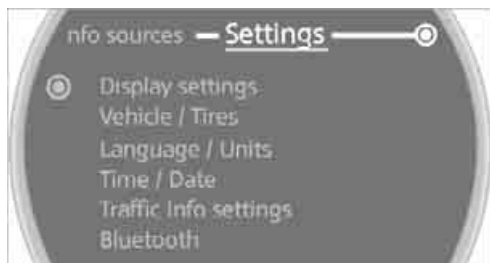 nfo sources Settings
Display settings
Vehicle / Tires
Language / Units
Time / Date
Traffic Info settings
Bluetooth